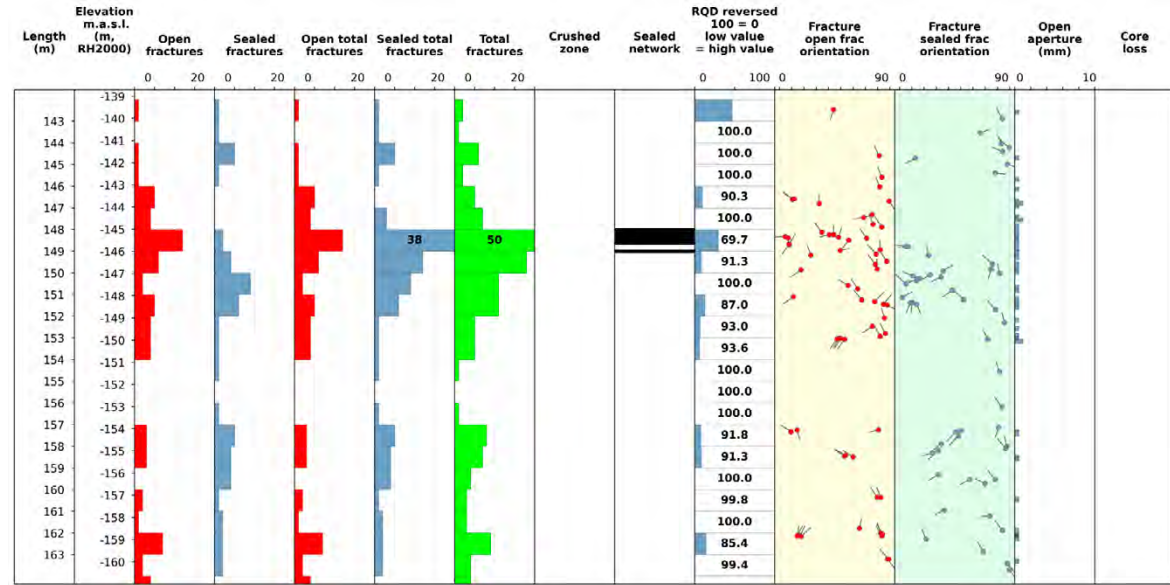 Length
(m)
Elevation
m.a.s.l.
(m,
RH2000)
Open
fractures
Sealed
fractures
Open total
fractures
Sealed total
fractures
Total
fractures
Crushed
zone
Sealed
network
RQD reversed
100 = 0
low value
= high value
Fracture
open frac
orientation
Fracture
sealed frac
orientation
Open
aperture
(mm)
Core
loss
0 20 0 20 0 20 0 20 0 20 0 100 0 90 0 90 0 10
-139
143 -140
100.0
-141
144
-142 100.0
145
100.0
146 -143
90.3
147 -144
100.0
148 -145
38 50 69.7
149 -146
91.3
150 -147
100.0
151 -148
87.0
152 -149
93.0
153 -150
93.6
154 -151
100.0
155 -152
100.0
156 -153
100.0
157 -154
91.8
158 -155
91.3
159 -156
100.0
160 -157
99.8
161 -158
100.0
162 -159
85.4
163 -160
99.4